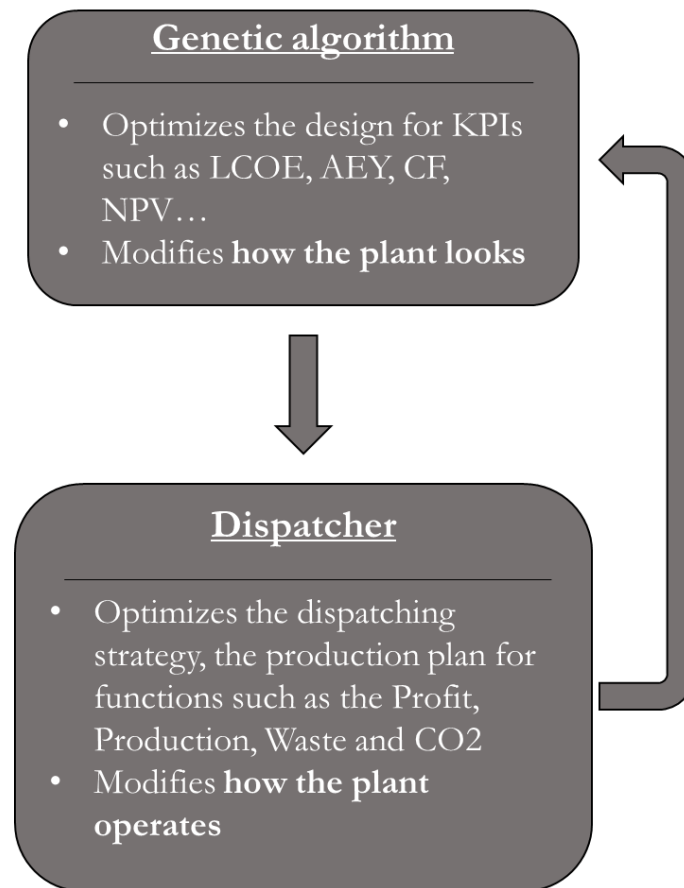 Genetic algorithm
• Optimizes the design for KPIs
such as LCOE, AEY, CF,
NPV…
• Modifies how the plant looks
Dispatcher
• Optimizes the dispatching
strategy, the production plan for
functions such as the Profit,
Production, Waste and CO2
• Modifies how the plant
operates